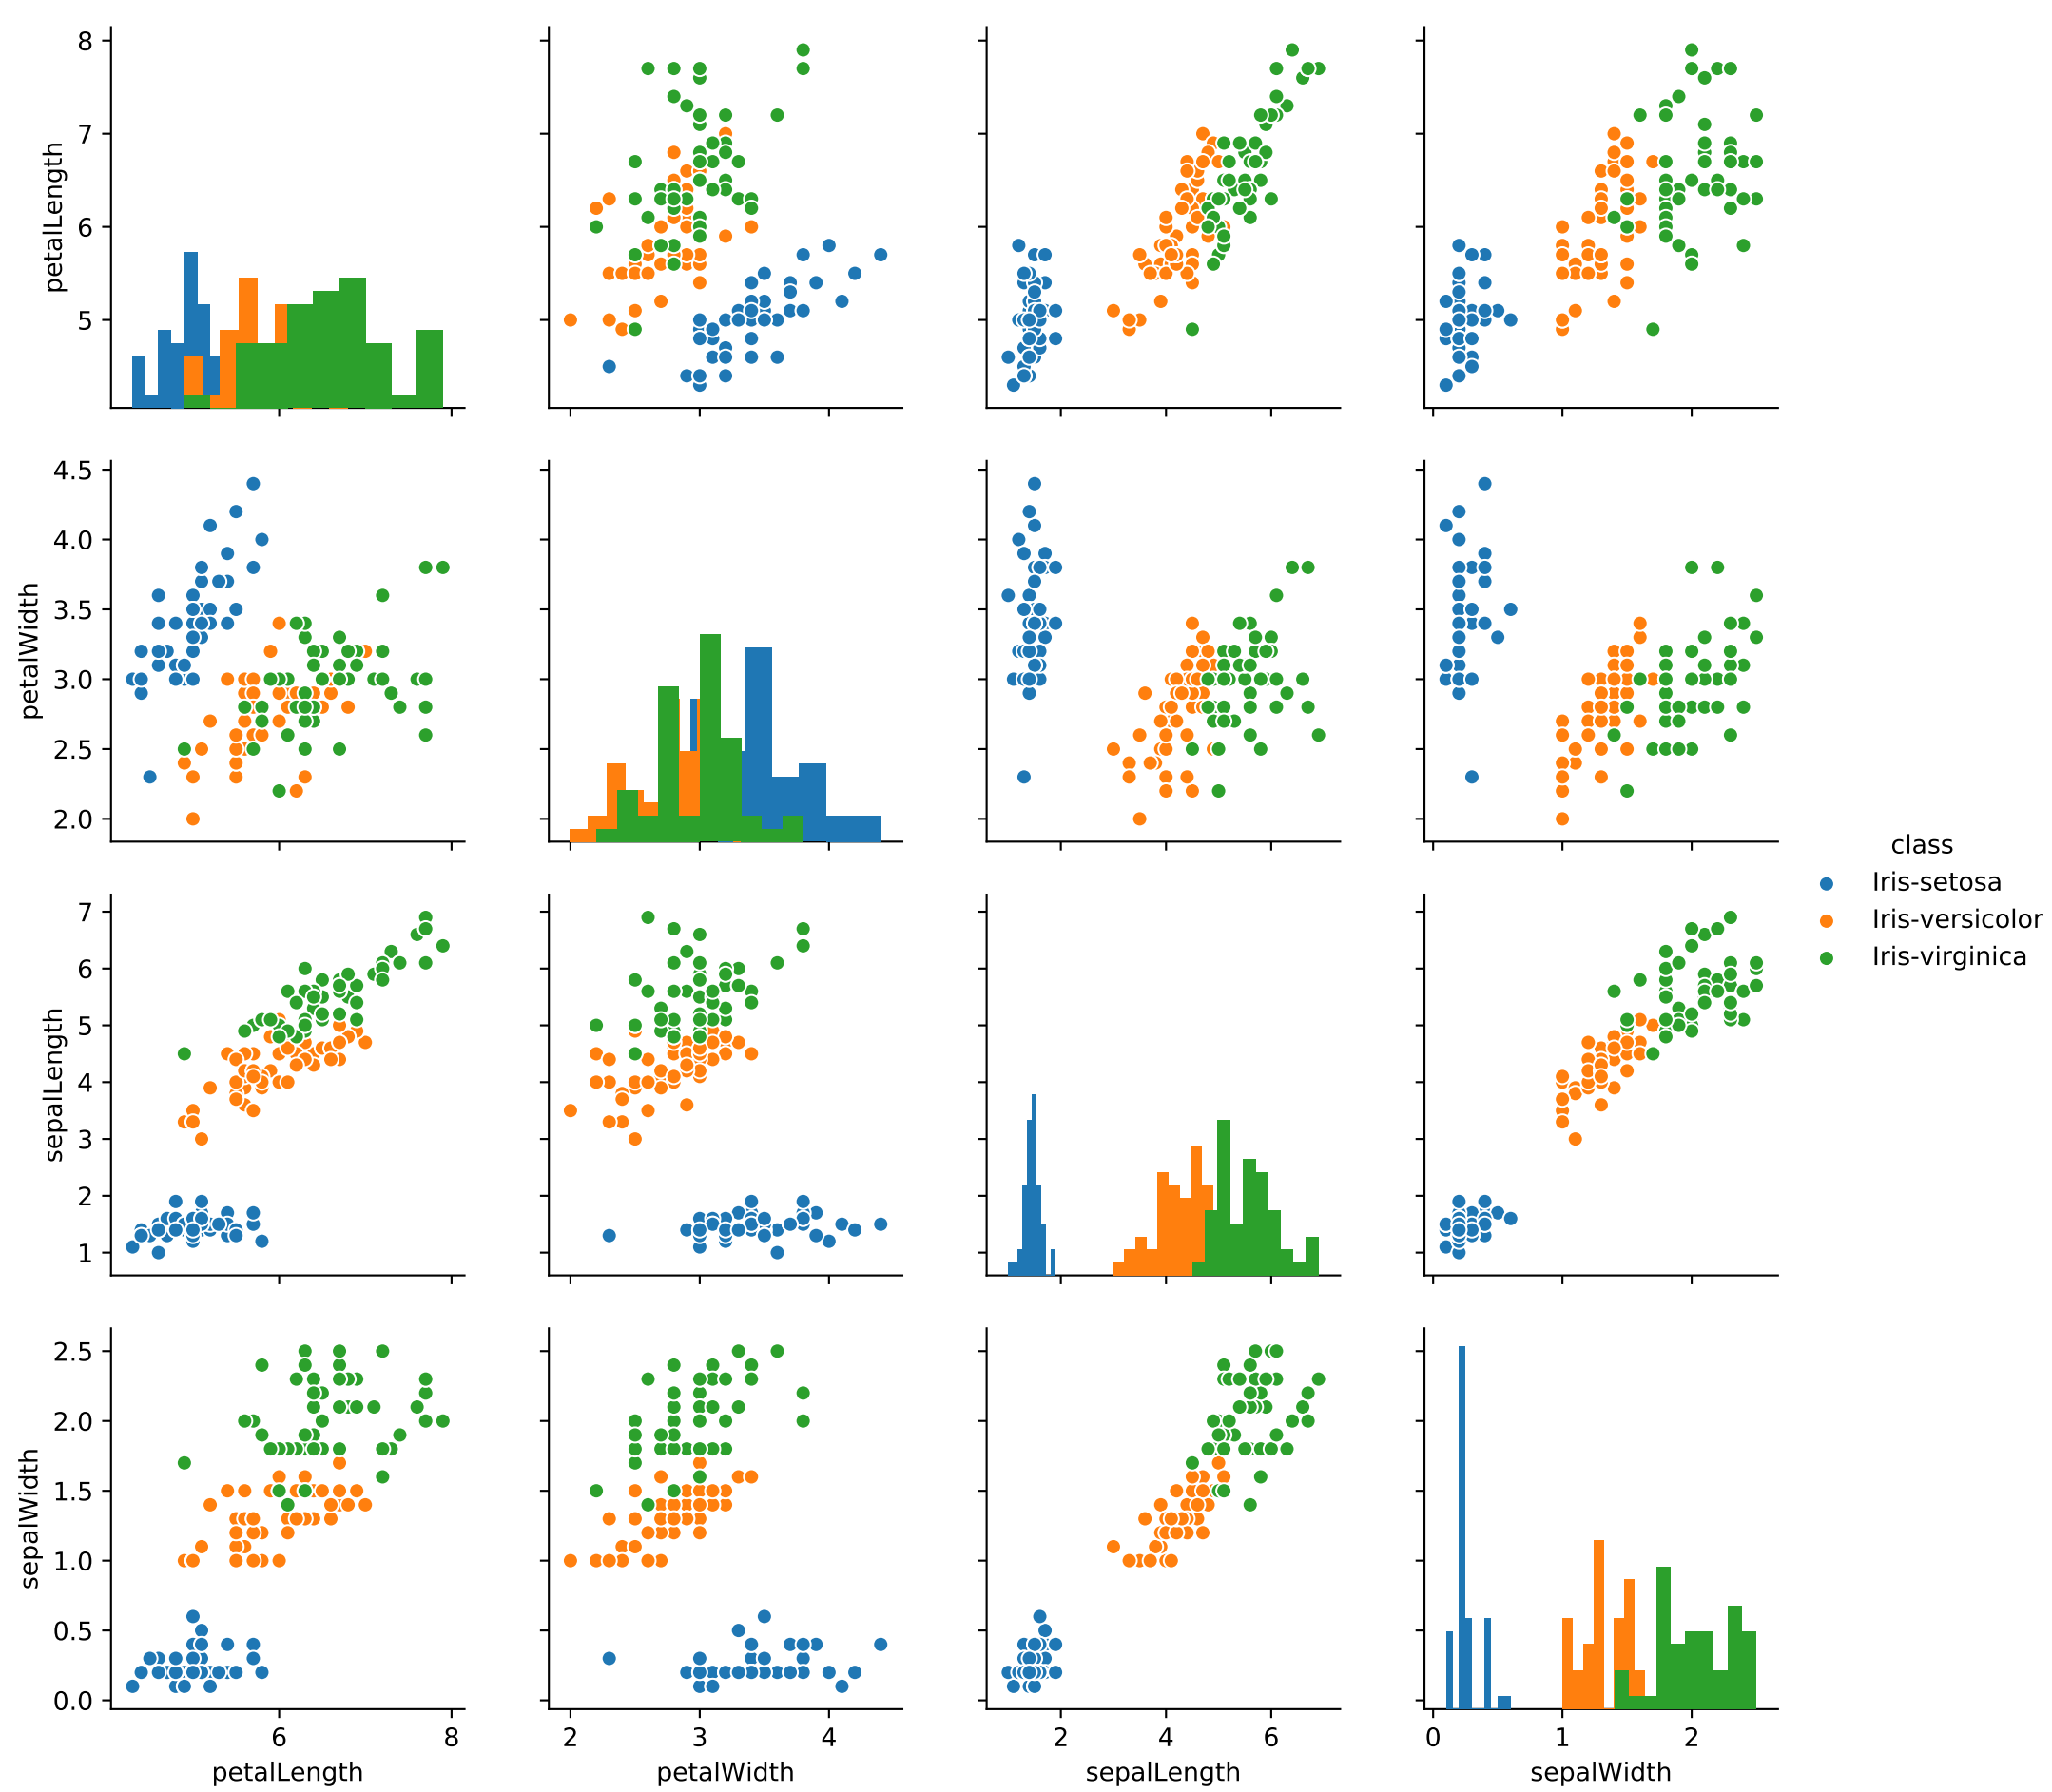 8
7
6
5
petalLength
4.5
4.0
3.5
3.0
2.5
2.0
petalWidth
class
Iris-setosa
Iris-versicolor
Iris-virginica
7
6
5
4
3
2
1
sepalLength
2.5
2.0
1.5
1.0
0.5
0.0
sepalWidth
6 8 2 3 4 2 4 6 0 1 2
petalLength petalWidth sepalLength sepalWidth